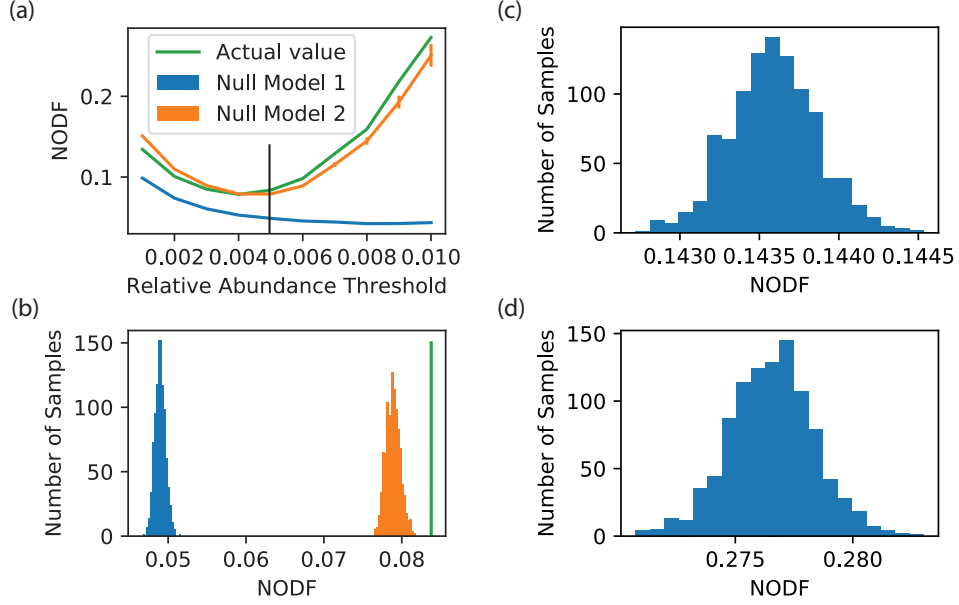 (a)
Actual value
Null Model 1
Null Model 2
NODF
0.2
0.1
0.002 0.004 0.006 0.008 0.010
Relative Abundance Threshold
(c)
Number of Samples
100
50
0
0.1430 0.1435 0.1440 0.1445
NODF
(b)
Number of Samples
150
100
50
0
0.05 0.06 0.07 0.08
NODF
(d)
Number of Samples
150
100
50
0
0.275 0.280
NODF